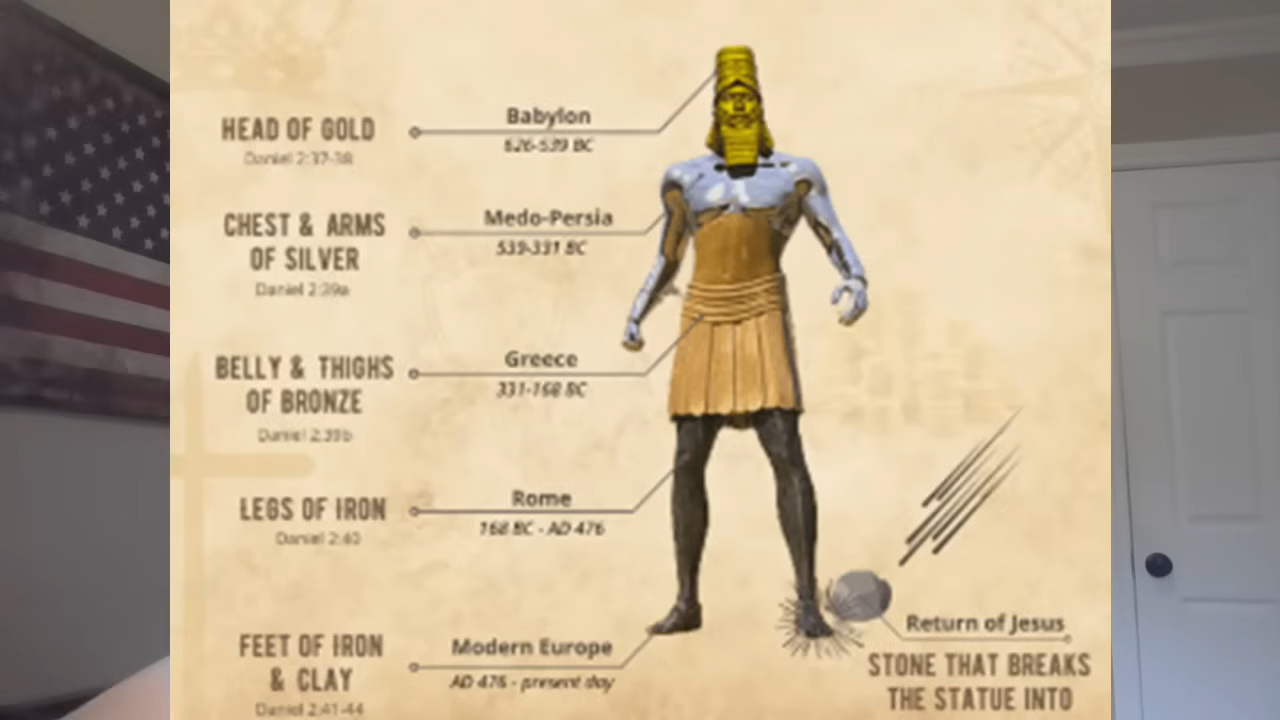 HEAD OF GOLD
Daniel 2:37-38
Babylon
626-539 BC
CHEST & ARMS
OF SILVER
Daniel 2:39a
Medo-Persia
539-331 BC
BELLY & THIGHS
OF BRONZE
Daniel 2:39b
Greece
331-168 BC
LEGS OF IRON
Daniel 2:40
Rome
168 BC - AD 476
FEET OF IRON
& CLAY
Daniel 2:41-44
Modern Europe
AD 476 - present day
Return of Jesus
STONE THAT BREAKS
THE STATUE INTO